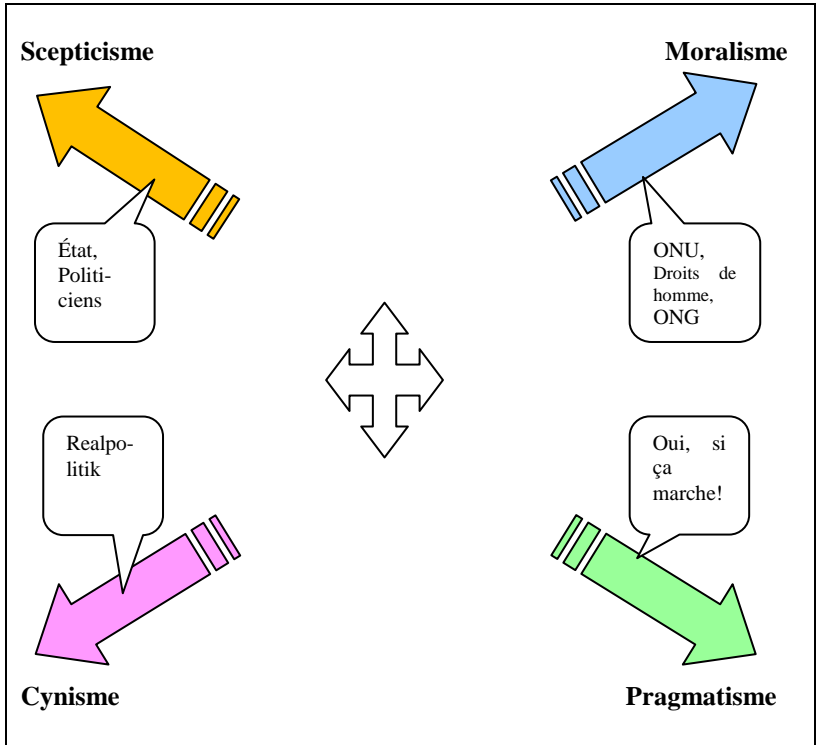 Scepticisme
Moralisme
État,
Politi-
ciens
ONU,
Droits de
homme,
ONG
Realpo-
litik
Oui, si
ça
marche!
Cynisme
Pragmatisme